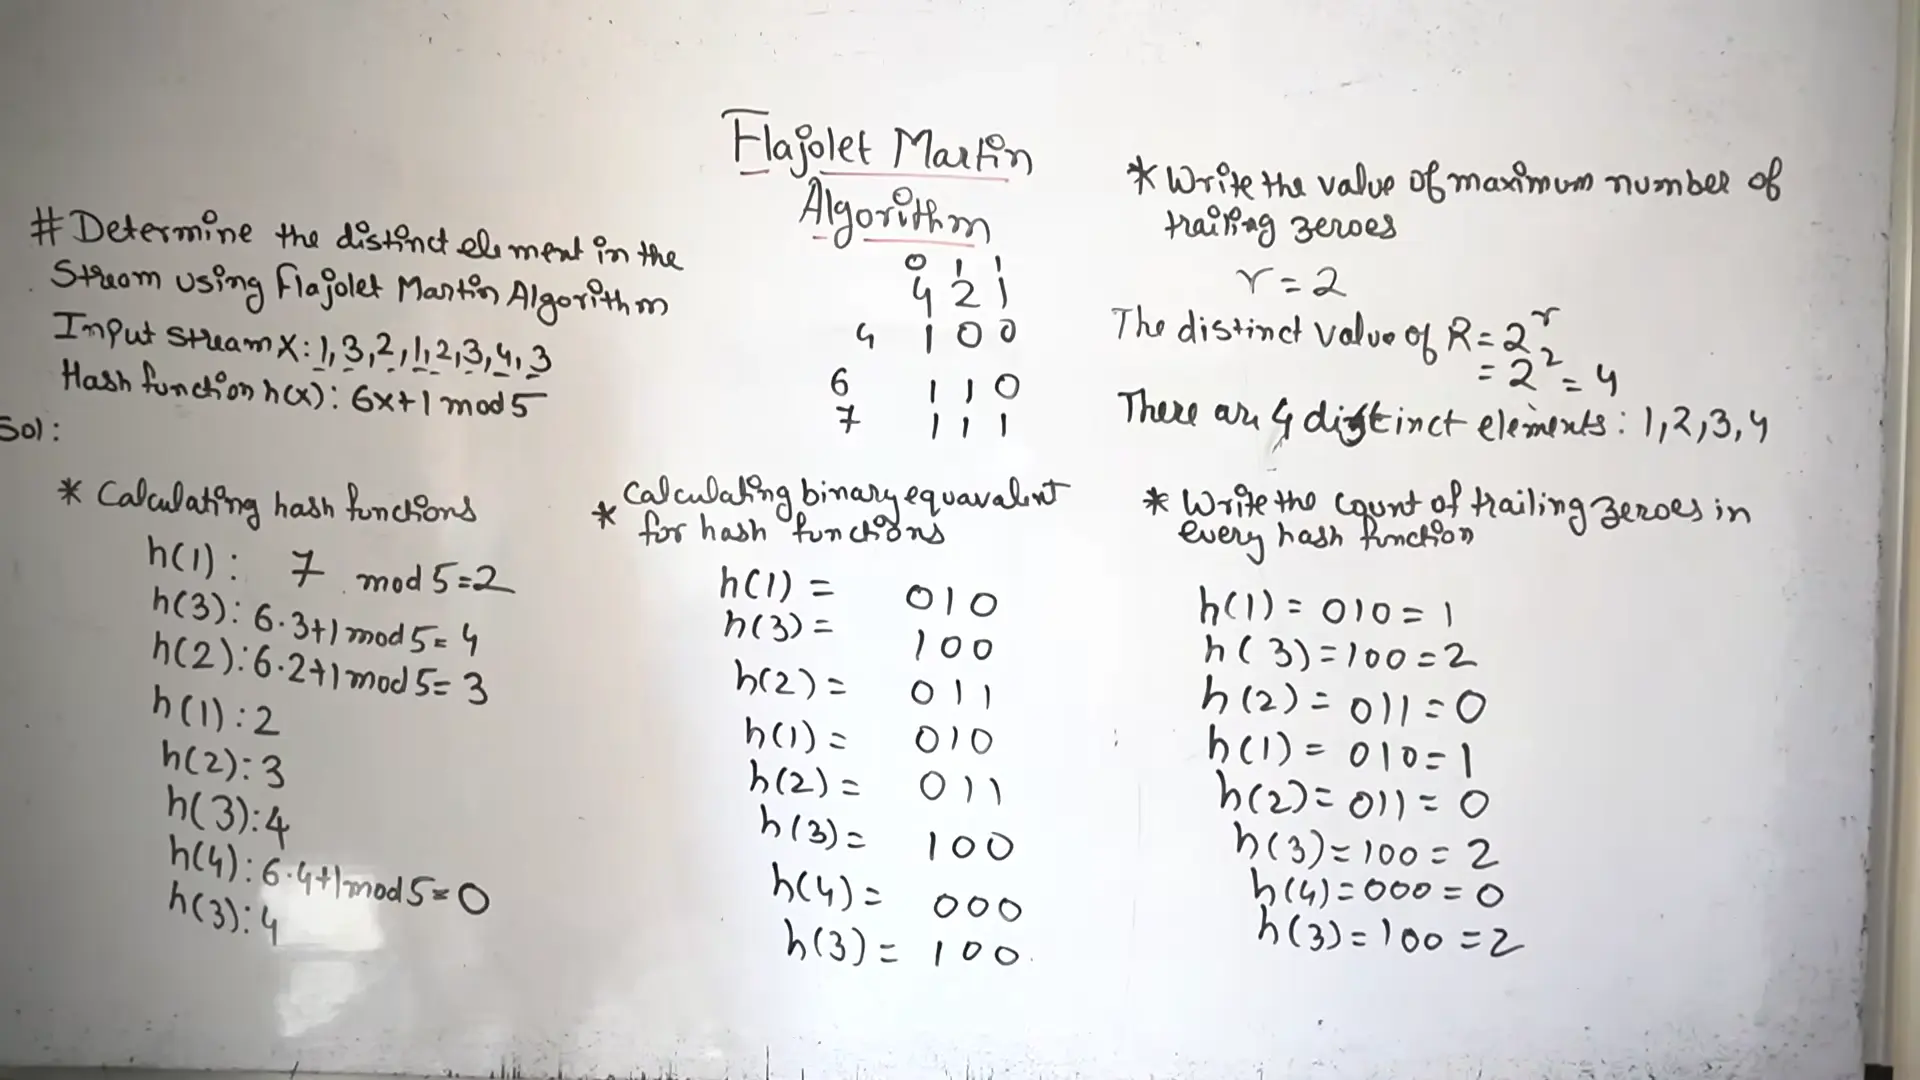 Flajolet Martin
Algorithm
# Determine the distinct element in the
Stream using Flajolet Martin Algorithm
Input stream X: 1,3,2,1,2,3,4,3
Hash function h(x): 6x+1 mod 5
Sol:
0 1 1
4 2 1
4 1 0 0
6 1 1 0
7 1 1 1
* Write the value of maximum number of
trailing zeroes
r = 2
The distinct value of R = 2^r
= 2^2 = 4
There are 4 distinct elements: 1,2,3,4
* Calculating hash functions
h(1): 7 mod 5=2
h(3): 6·3+1 mod 5= 4
h(2): 6·2+1 mod 5= 3
h(1): 2
h(2): 3
h(3): 4
h(4): 6·4+1 mod 5= 0
h(3): 4
* Calculating binary equavalent
for hash functions
h(1) = 010
h(3) = 100
h(2) = 011
h(1) = 010
h(2) = 011
h(3) = 100
h(4) = 000
h(3) = 100
* Write the count of trailing zeroes in
every hash function
h(1) = 010 = 1
h(3) = 100 = 2
h(2) = 011 = 0
h(1) = 010 = 1
h(2) = 011 = 0
h(3) = 100 = 2
h(4) = 000 = 0
h(3) = 100 = 2